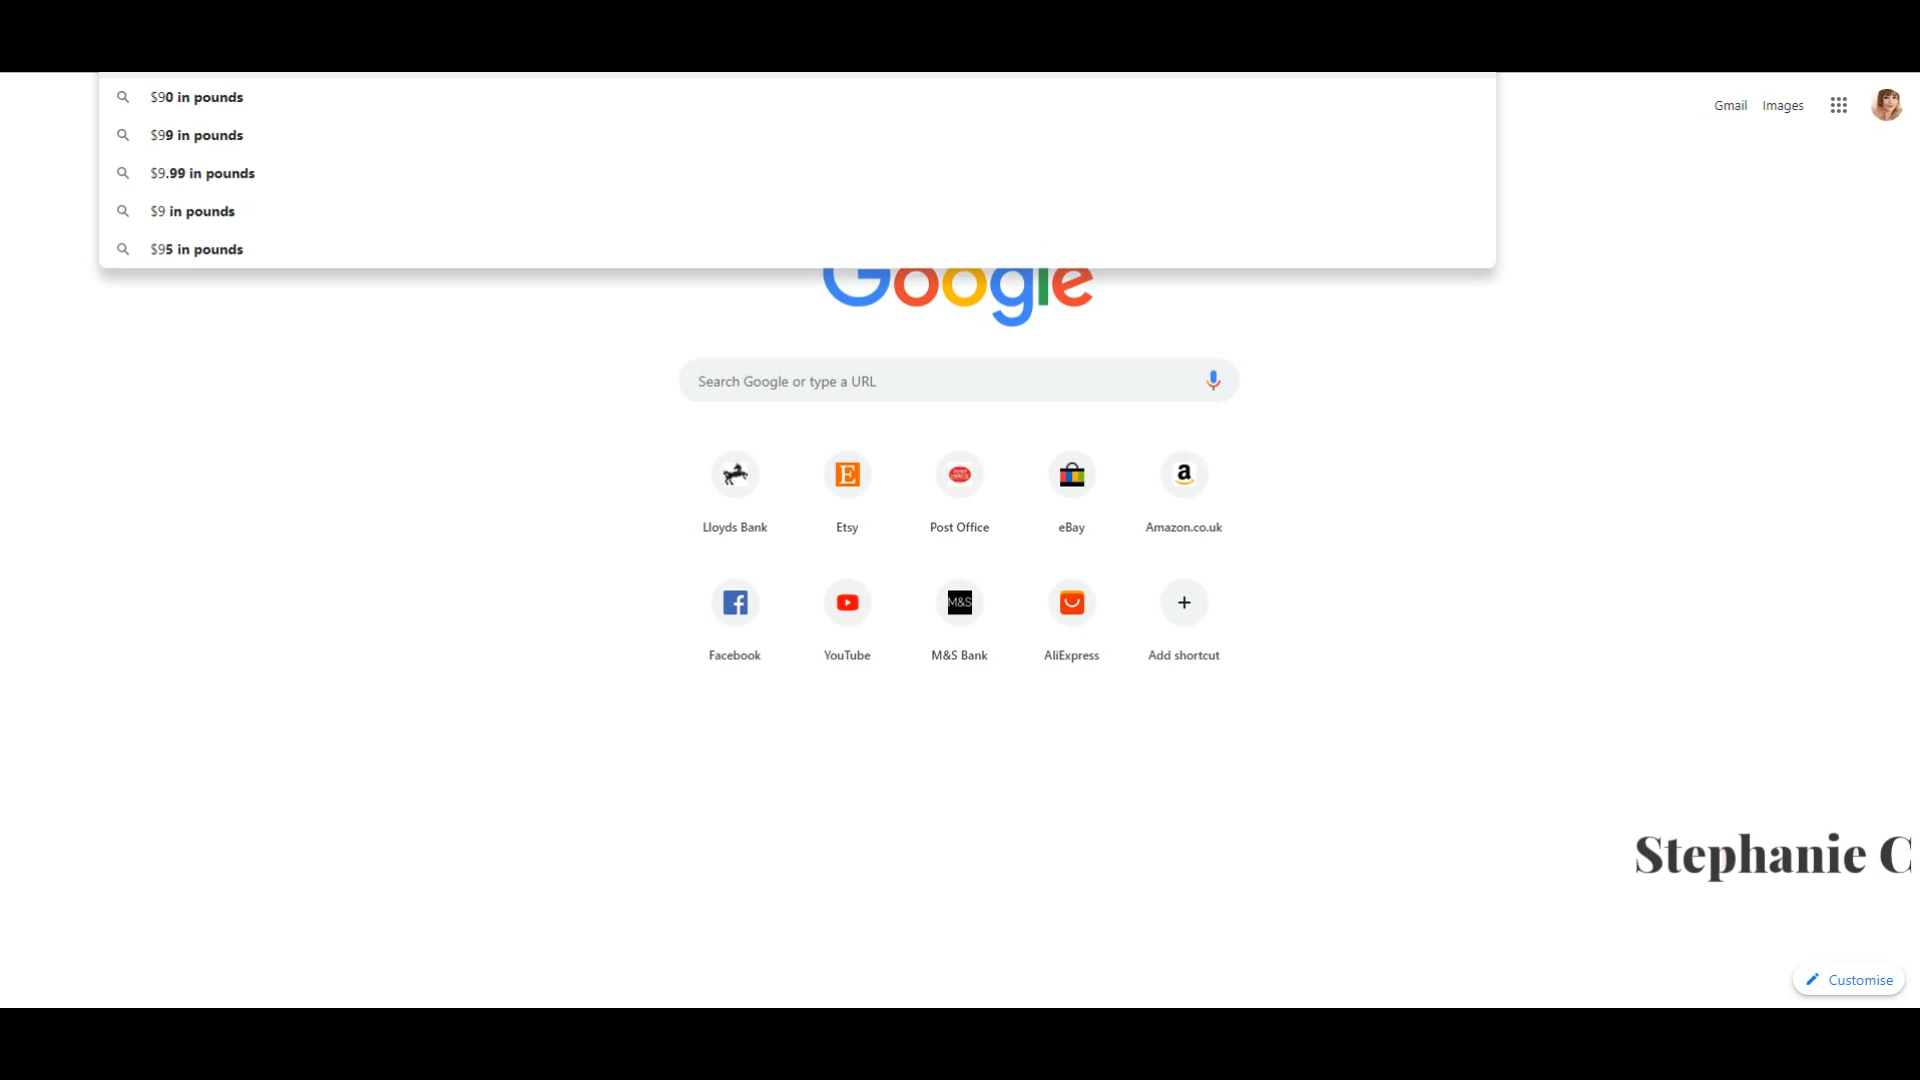 $90 in pounds
$99 in pounds
$9.99 in pounds
$9 in pounds
$95 in pounds
Gmail Images
Google
Search Google or type a URL
Lloyds Bank Etsy Post Office eBay Amazon.co.uk
M&S
Facebook YouTube M&S Bank AliExpress Add shortcut
Stephanie C
Customise